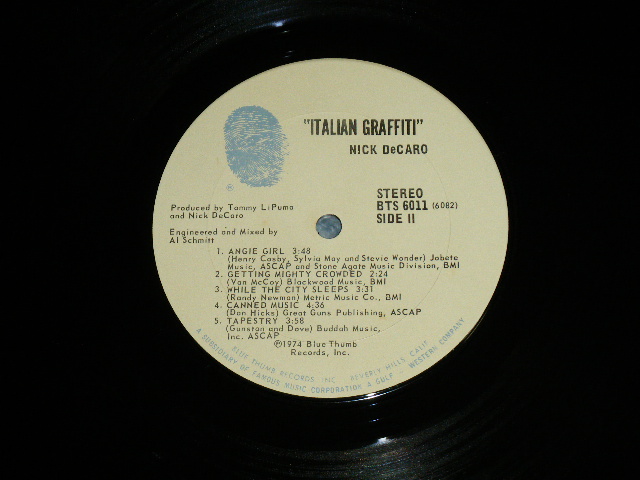 "ITALIAN GRAFFITI"
NICK DeCARO
STEREO
BTS 6011 (6082)
SIDE II
Produced by Tommy LiPuma
and Nick DeCaro
Engineered and Mixed by
Al Schmitt
1. ANGIE GIRL 3:48
(Henry Cosby, Sylvia Moy and Stevie Wonder) Jobete
Music, ASCAP and Stone Agate Music Division, BMI
2. GETTING MIGHTY CROWDED 2:24
(Van McCoy) Blackwood Music, BMI
3. WHILE THE CITY SLEEPS 3:31
(Randy Newman) Metric Music Co., BMI
4. CANNED MUSIC 4:36
(Dan Hicks) Great Guns Publishing, ASCAP
5. TAPESTRY 3:58
(Gunston and Dove) Buddah Music,
Inc. ASCAP
℗1974 Blue Thumb
Records, Inc.
BLUE THUMB RECORDS, INC. BEVERLY HILLS, CALIF.
A SUBSIDIARY OF FAMOUS MUSIC CORPORATION A GULF + WESTERN COMPANY